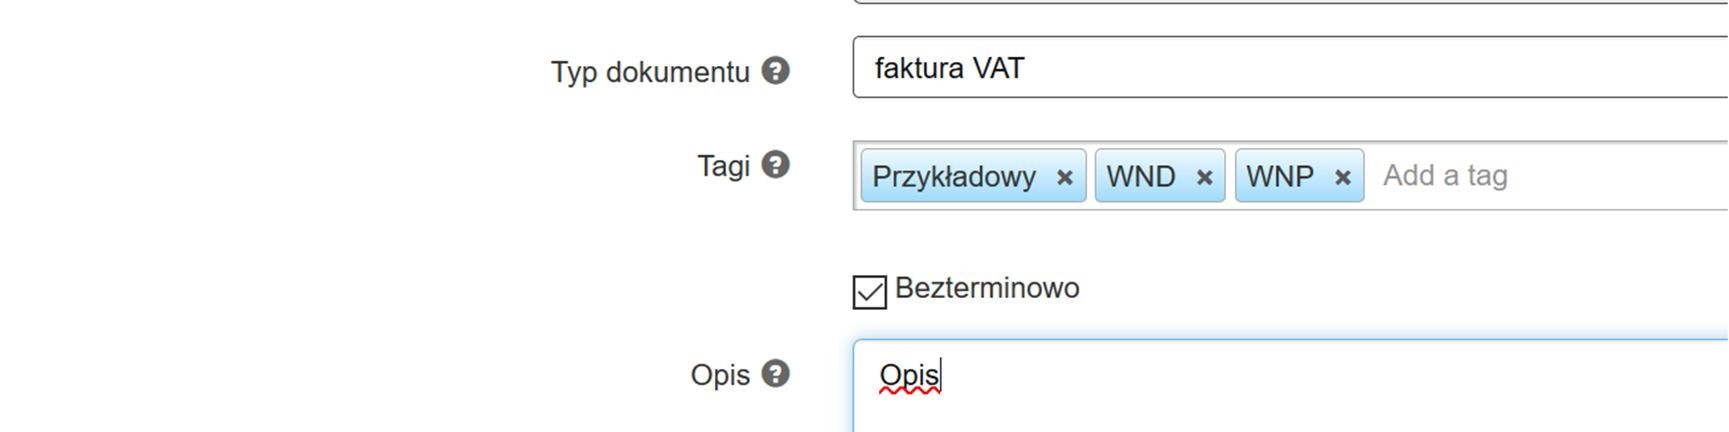 Typ dokumentu ? faktura VAT
Tagi ? Przykładowy × WND × WNP × Add a tag
Bezterminowo
Opis ? Opis